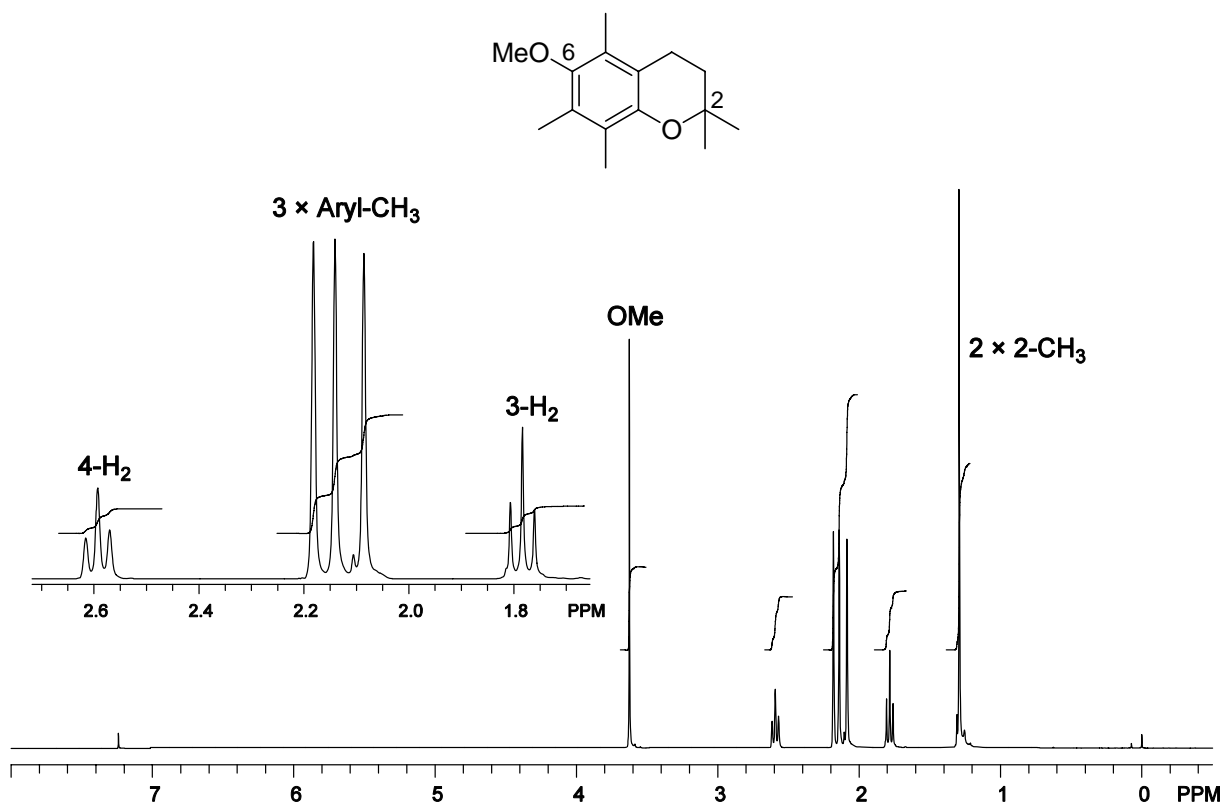 MeO 6
2
O
3 × Aryl-CH₃
OMe
2 × 2-CH₃
3-H₂
4-H₂
2.6 2.4 2.2 2.0 1.8 PPM
7 6 5 4 3 2 1 0 PPM